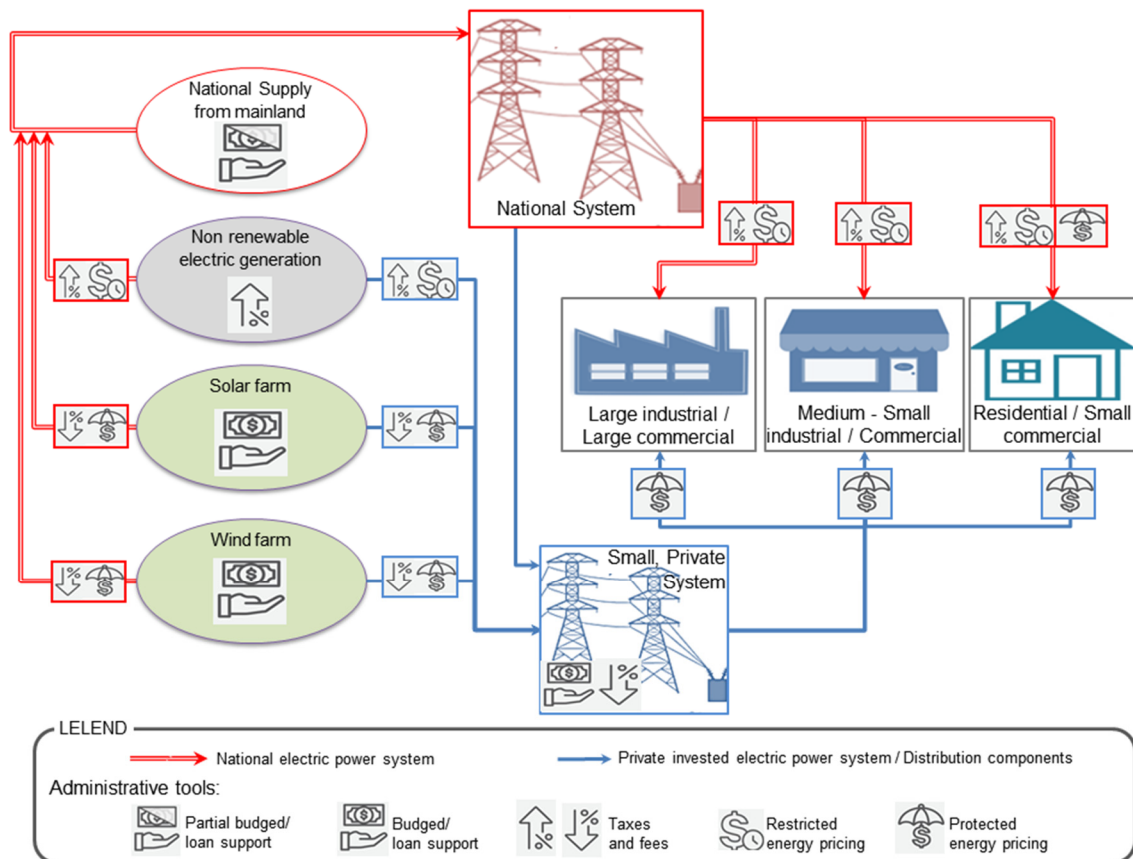 National Supply
from mainland
National System
Non renewable
electric generation
Solar farm
Wind farm
Large industrial /
Large commercial
Medium - Small
industrial / Commercial
Residential / Small
commercial
Small, Private
System
LELEND
National electric power system
Private invested electric power system / Distribution components
Administrative tools:
Partial budged/
loan support
Budged/
loan support
Taxes
and fees
Restricted
energy pricing
Protected
energy pricing